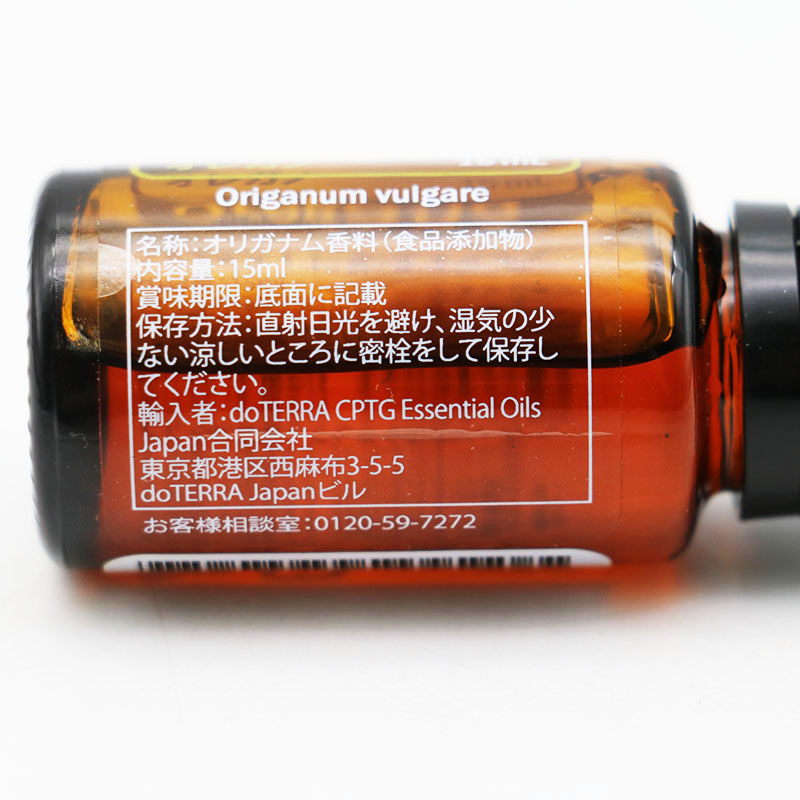 Origanum vulgare
名称：オリガナム香料（食品添加物）
内容量：15ml
賞味期限：底面に記載
保存方法：直射日光を避け、湿気の少
ない涼しいところに密栓をして保存し
てください。
輸入者：doTERRA CPTG Essential Oils
Japan合同会社
東京都港区西麻布3-5-5
doTERRA Japanビル
お客様相談室：0120-59-7272